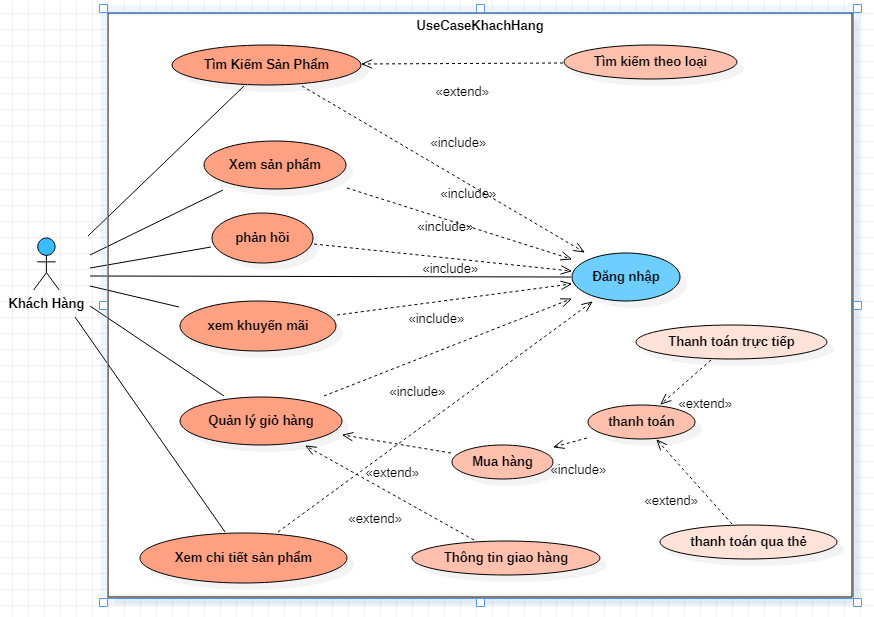 UseCaseKhachHang
Tìm Kiếm Sản Phẩm
Tìm kiếm theo loại
«extend»
«include»
Xem sản phẩm
«include»
«include»
phản hồi
«include»
Đăng nhập
Khách Hàng
xem khuyến mãi
«include»
Thanh toán trực tiếp
«include»
«extend»
Quản lý giỏ hàng
thanh toán
Mua hàng
«include»
«extend»
«extend»
«extend»
thanh toán qua thẻ
Xem chi tiết sản phẩm
Thông tin giao hàng